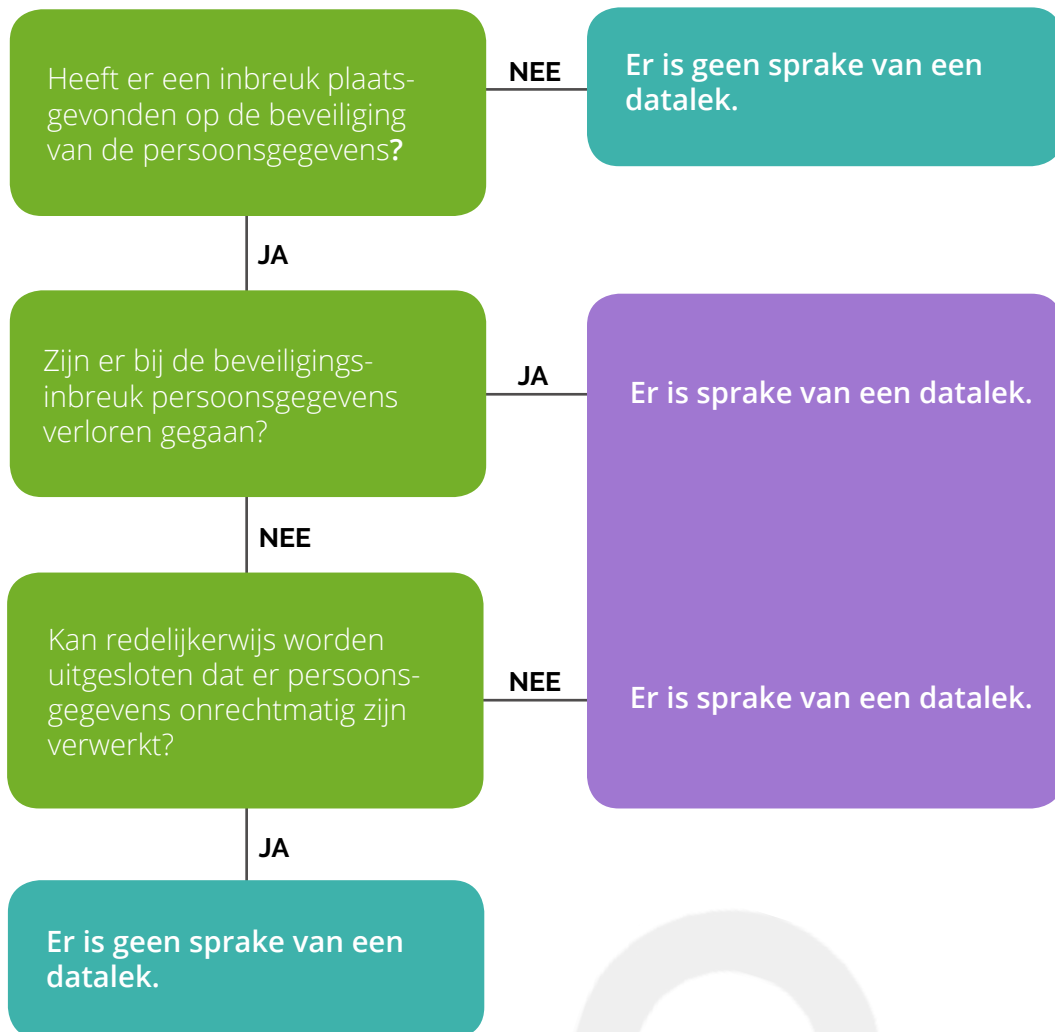 Heeft er een inbreuk plaats-
gevonden op de beveiliging
van de persoonsgegevens?
NEE
Er is geen sprake van een
datalek.
JA
Zijn er bij de beveiligings-
inbreuk persoonsgegevens
verloren gegaan?
JA
Er is sprake van een datalek.
NEE
Kan redelijkerwijs worden
uitgesloten dat er persoons-
gegevens onrechtmatig zijn
verwerkt?
NEE
Er is sprake van een datalek.
JA
Er is geen sprake van een
datalek.